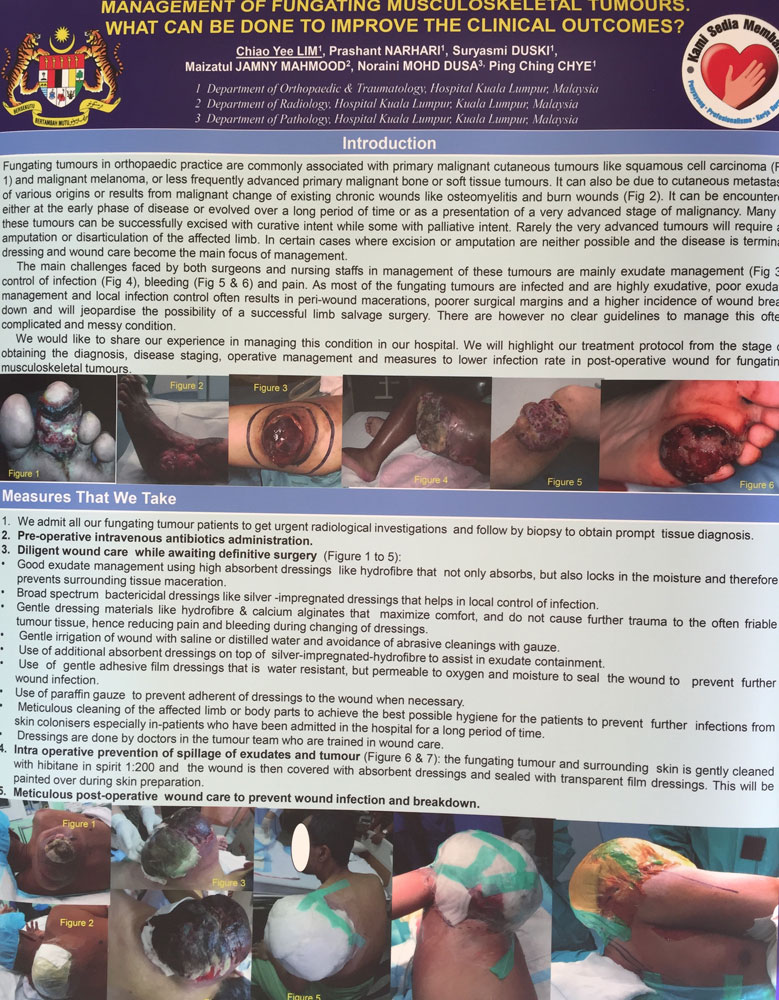 MANAGEMENT OF FUNGATING MUSCULOSKELETAL TUMOURS.
WHAT CAN BE DONE TO IMPROVE THE CLINICAL OUTCOMES?
Chiao Yee LIM¹, Prashant NARHARI¹, Suryasmi DUSKI¹,
Maizatul JAMNY MAHMOOD², Noraini MOHD DUSA³. Ping Ching CHYE¹
1 Department of Orthopaedic & Traumatology, Hospital Kuala Lumpur, Malaysia
2 Department of Radiology, Hospital Kuala Lumpur, Kuala Lumpur, Malaysia
3 Department of Pathology, Hospital Kuala Lumpur, Kuala Lumpur, Malaysia
BERSEKUTU BERTAMBAH MUTU
Kami Sedia
Introduction
Fungating tumours in orthopaedic practice are commonly associated with primary malignant cutaneous tumours like squamous cell carcinoma
1) and malignant melanoma, or less frequently advanced primary malignant bone or soft tissue tumours. It can also be due to cutaneous
of various origins or results from malignant change of existing chronic wounds like osteomyelitis and burn wounds (Fig 2). It can be
either at the early phase of disease or evolved over a long period of time or as a presentation of a very advanced stage of malignancy. Many
these tumours can be successfully excised with curative intent while some with palliative intent. Rarely the very advanced tumours will require
amputation or disarticulation of the affected limb. In certain cases where excision or amputation are neither possible and the disease is
dressing and wound care become the main focus of management.
The main challenges faced by both surgeons and nursing staffs in management of these tumours are mainly exudate management (Fig 3
control of infection (Fig 4), bleeding (Fig 5 & 6) and pain. As most of the fungating tumours are infected and are highly exudative, poor
management and local infection control often results in peri-wound macerations, poorer surgical margins and a higher incidence of wound
down and will jeopardise the possibility of a successful limb salvage surgery. There are however no clear guidelines to manage this
complicated and messy condition.
We would like to share our experience in managing this condition in our hospital. We will highlight our treatment protocol from the stage
obtaining the diagnosis, disease staging, operative management and measures to lower infection rate in post-operative wound for
musculoskeletal tumours.
Figure 1
Figure 2
Figure 3
Figure 4
Figure 5
Figure 6
Measures That We Take
1. We admit all our fungating tumour patients to get urgent radiological investigations and follow by biopsy to obtain prompt tissue diagnosis.
2. Pre-operative intravenous antibiotics administration.
3. Diligent wound care while awaiting definitive surgery (Figure 1 to 5):
• Good exudate management using high absorbent dressings like hydrofibre that not only absorbs, but also locks in the moisture and therefore
prevents surrounding tissue maceration.
• Broad spectrum bactericidal dressings like silver -impregnated dressings that helps in local control of infection.
• Gentle dressing materials like hydrofibre & calcium alginates that maximize comfort, and do not cause further trauma to the often friable
tumour tissue, hence reducing pain and bleeding during changing of dressings.
• Gentle irrigation of wound with saline or distilled water and avoidance of abrasive cleanings with gauze.
• Use of additional absorbent dressings on top of silver-impregnated-hydrofibre to assist in exudate containment.
• Use of gentle adhesive film dressings that is water resistant, but permeable to oxygen and moisture to seal the wound to prevent further
wound infection.
• Use of paraffin gauze to prevent adherent of dressings to the wound when necessary.
• Meticulous cleaning of the affected limb or body parts to achieve the best possible hygiene for the patients to prevent further infections from
skin colonisers especially in-patients who have been admitted in the hospital for a long period of time.
• Dressings are done by doctors in the tumour team who are trained in wound care.
4. Intra operative prevention of spillage of exudates and tumour (Figure 6 & 7): the fungating tumour and surrounding skin is gently cleaned
with hibitane in spirit 1:200 and the wound is then covered with absorbent dressings and sealed with transparent film dressings. This will be
painted over during skin preparation.
5. Meticulous post-operative wound care to prevent wound infection and breakdown.
Figure 1
Figure 3
Figure 2
Figure 5